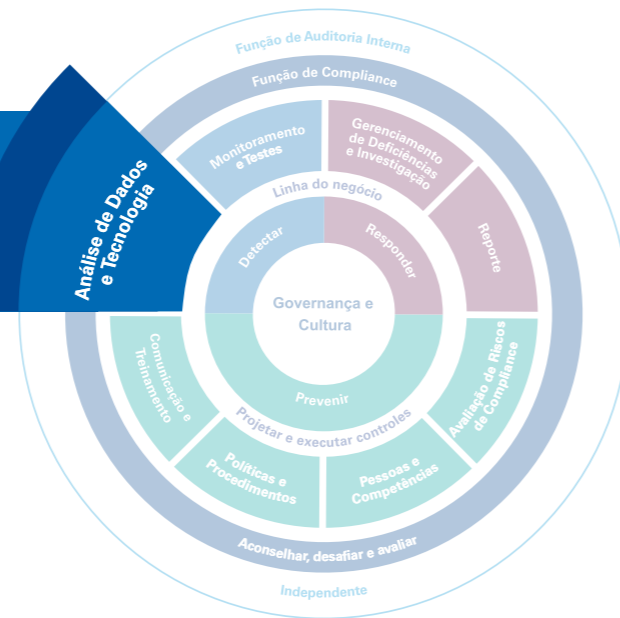 Função de Auditoria Interna
Função de Compliance
Monitoramento
e Testes
Gerenciamento
de Deficiências
e Investigação
Linha do negócio
Análise de Dados
e Tecnologia
Detectar
Responder
Reporte
Governança e
Cultura
Comunicação e
Treinamento
Prevenir
Avaliação de Riscos
de Compliance
Projetar e executar controles
Políticas e
Procedimentos
Pessoas e
Competências
Aconselhar, desafiar e avaliar
Independente